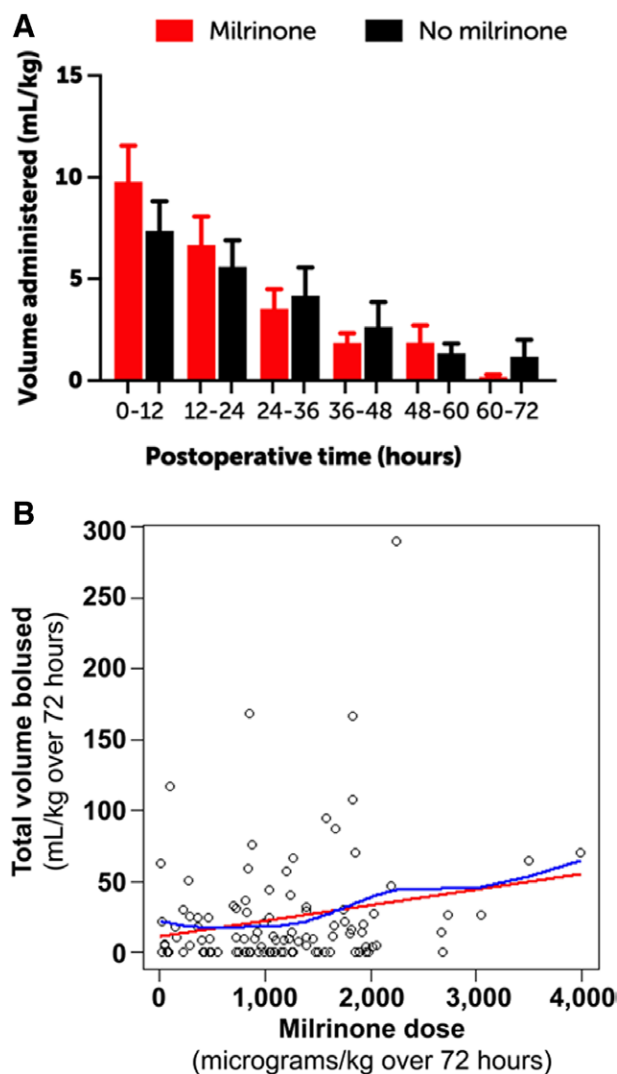 A
Milrinone No milrinone
Volume administered (mL/kg)
15
10
5
0
0-12 12-24 24-36 36-48 48-60 60-72
Postoperative time (hours)
B
Total volume bolused
(mL/kg over 72 hours)
300
250
200
150
100
50
0
0 1,000 2,000 3,000 4,000
Milrinone dose
(micrograms/kg over 72 hours)